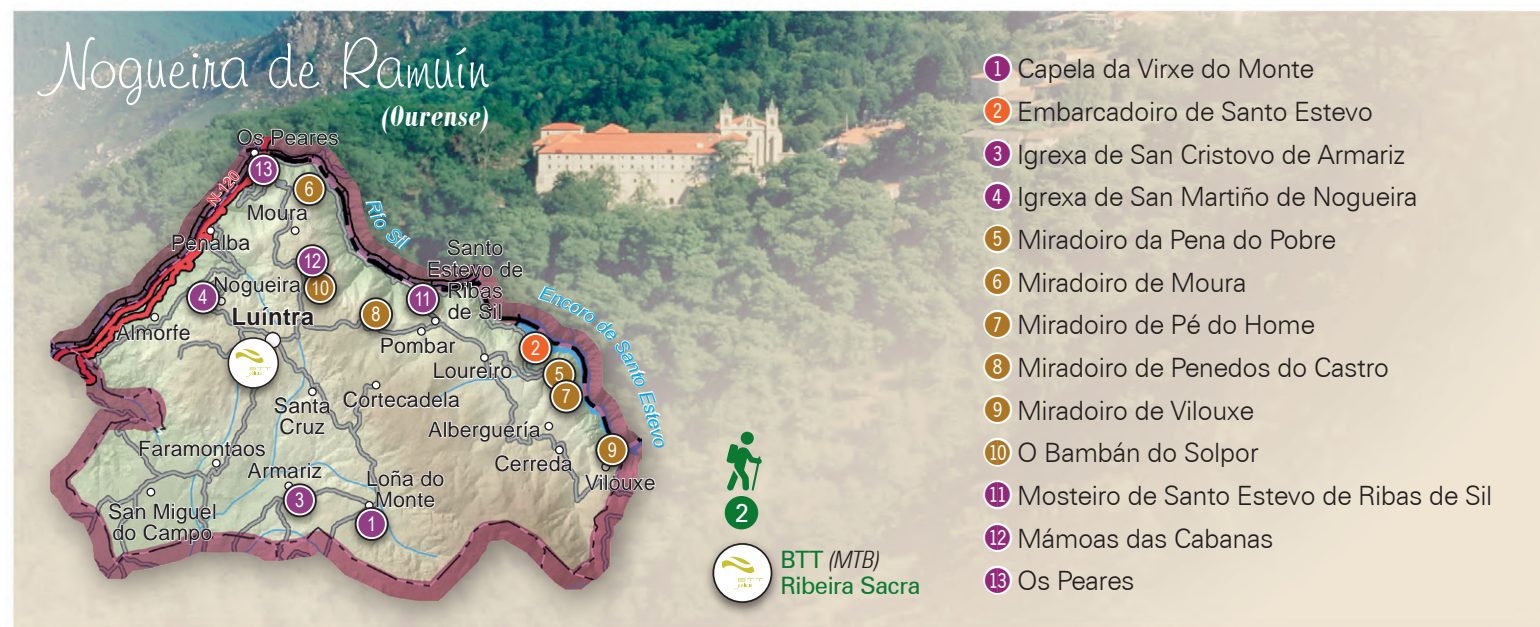 Nogueira de Ramuín
(Ourense)
Os Peares
13
N-120
6
Moura
Río Sil
Penalba
Santo
Estevo de
Ribas
de Sil
12
Nogueira
10
4
11
8
Luíntra
Almorfe
Encoro de Santo Estevo
Pombar
2
BTT
Loureiro
5
7
Cortecadela
Santa
Cruz
Alberguería
Faramontaos
9
Cerreda
Armariz
Loña do
Monte
Vilouxe
3
San Miguel
do Campo
1
2
BTT
BTT (MTB)
Ribeira Sacra
1 Capela da Virxe do Monte
2 Embarcadoiro de Santo Estevo
3 Igrexa de San Cristovo de Armariz
4 Igrexa de San Martiño de Nogueira
5 Miradoiro da Pena do Pobre
6 Miradoiro de Moura
7 Miradoiro de Pé do Home
8 Miradoiro de Penedos do Castro
9 Miradoiro de Vilouxe
10 O Bambán do Solpor
11 Mosteiro de Santo Estevo de Ribas de Sil
12 Mámoas das Cabanas
13 Os Peares